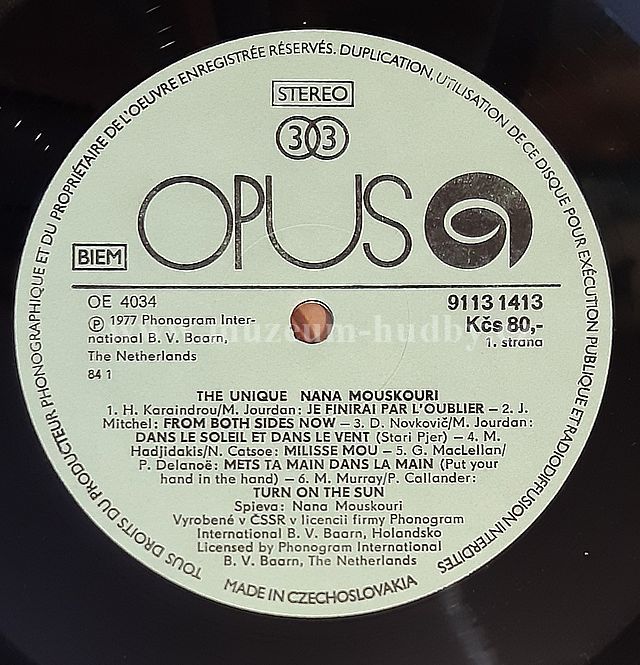 TOUS DROITS DU PRODUCTEUR PHONOGRAPHIQUE ET DU PROPRIÉTAIRE DE L'OEUVRE ENREGISTRÉE RÉSERVÉS. DUPLICATION, UTILISATION DE CE DISQUE POUR EXÉCUTION PUBLIQUE ET RADIODIFFUSION INTERDITES
STEREO
33
OPUS
BIEM
OE 4034
9113 1413
Ⓟ 1977 Phonogram Inter-
national B. V. Baarn,
The Netherlands
Kčs 80,-
1. strana
84 1
muzeum-hudby
THE UNIQUE NANA MOUSKOURI
1. H. Karaindrou/M. Jourdan: JE FINIRAI PAR L'OUBLIER – 2. J.
Mitchel: FROM BOTH SIDES NOW – 3. D. Novkovič/M. Jourdan:
DANS LE SOLEIL ET DANS LE VENT (Stari Pjer) – 4. M.
Hadjidakis/N. Catsoe: MILISSE MOU – 5. G. MacLellan/
P. Delanoë: METS TA MAIN DANS LA MAIN (Put your
hand in the hand) – 6. M. Murray/P. Callander:
TURN ON THE SUN
Spieva: Nana Mouskouri
Vyrobené v ČSSR v licencii firmy Phonogram
International B. V. Baarn, Holandsko
Licensed by Phonogram International
B. V. Baarn, The Netherlands
MADE IN CZECHOSLOVAKIA